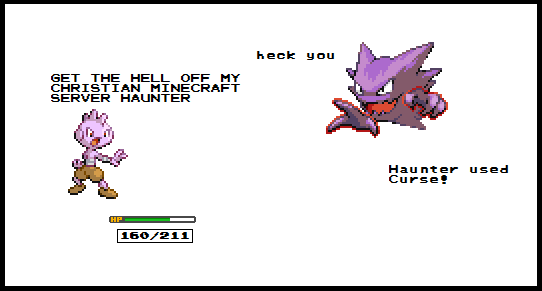 heck you
GET THE HELL OFF MY
CHRISTIAN MINECRAFT
SERVER HAUNTER
Haunter used
Curse!
HP
160/211